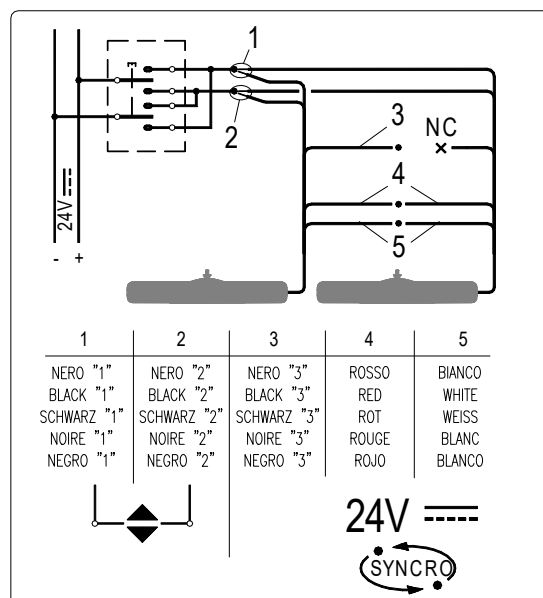 1
2
3 NC
4
5
24V
- +
1 2 3 4 5
NERO "1" NERO "2" NERO "3" ROSSO BIANCO
BLACK "1" BLACK "2" BLACK "3" RED WHITE
SCHWARZ "1" SCHWARZ "2" SCHWARZ "3" ROT WEISS
NOIRE "1" NOIRE "2" NOIRE "3" ROUGE BLANC
NEGRO "1" NEGRO "2" NEGRO "3" ROJO BLANCO
24V
SYNCRO